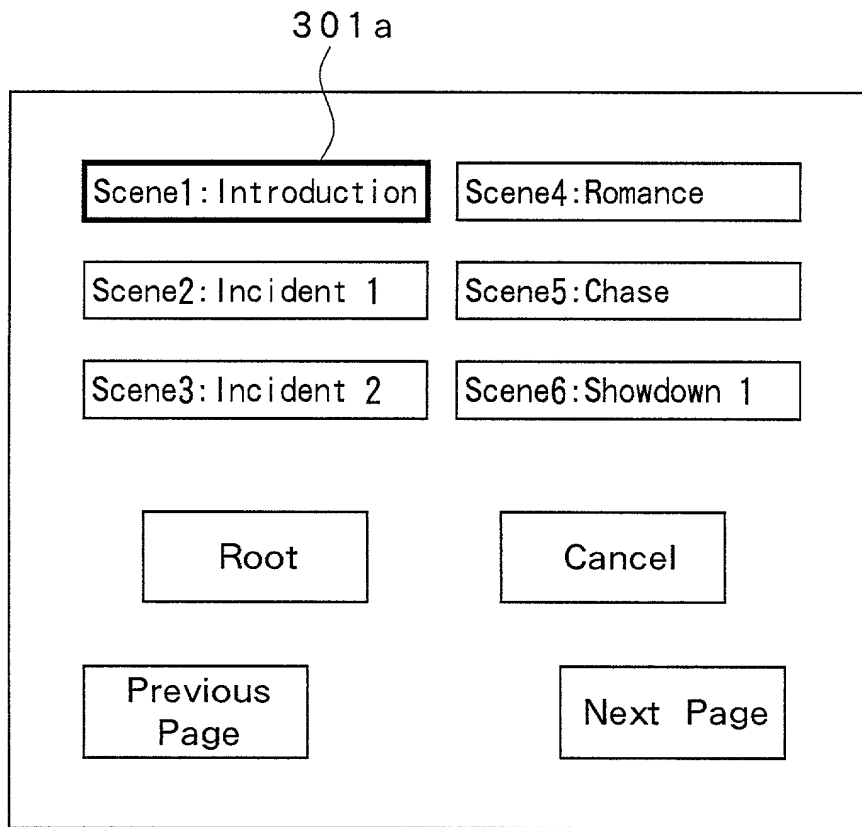 301a
Scene1:Introduction
Scene4:Romance
Scene2:Incident 1
Scene5:Chase
Scene3:Incident 2
Scene6:Showdown 1
Root
Cancel
Previous
Page
Next Page